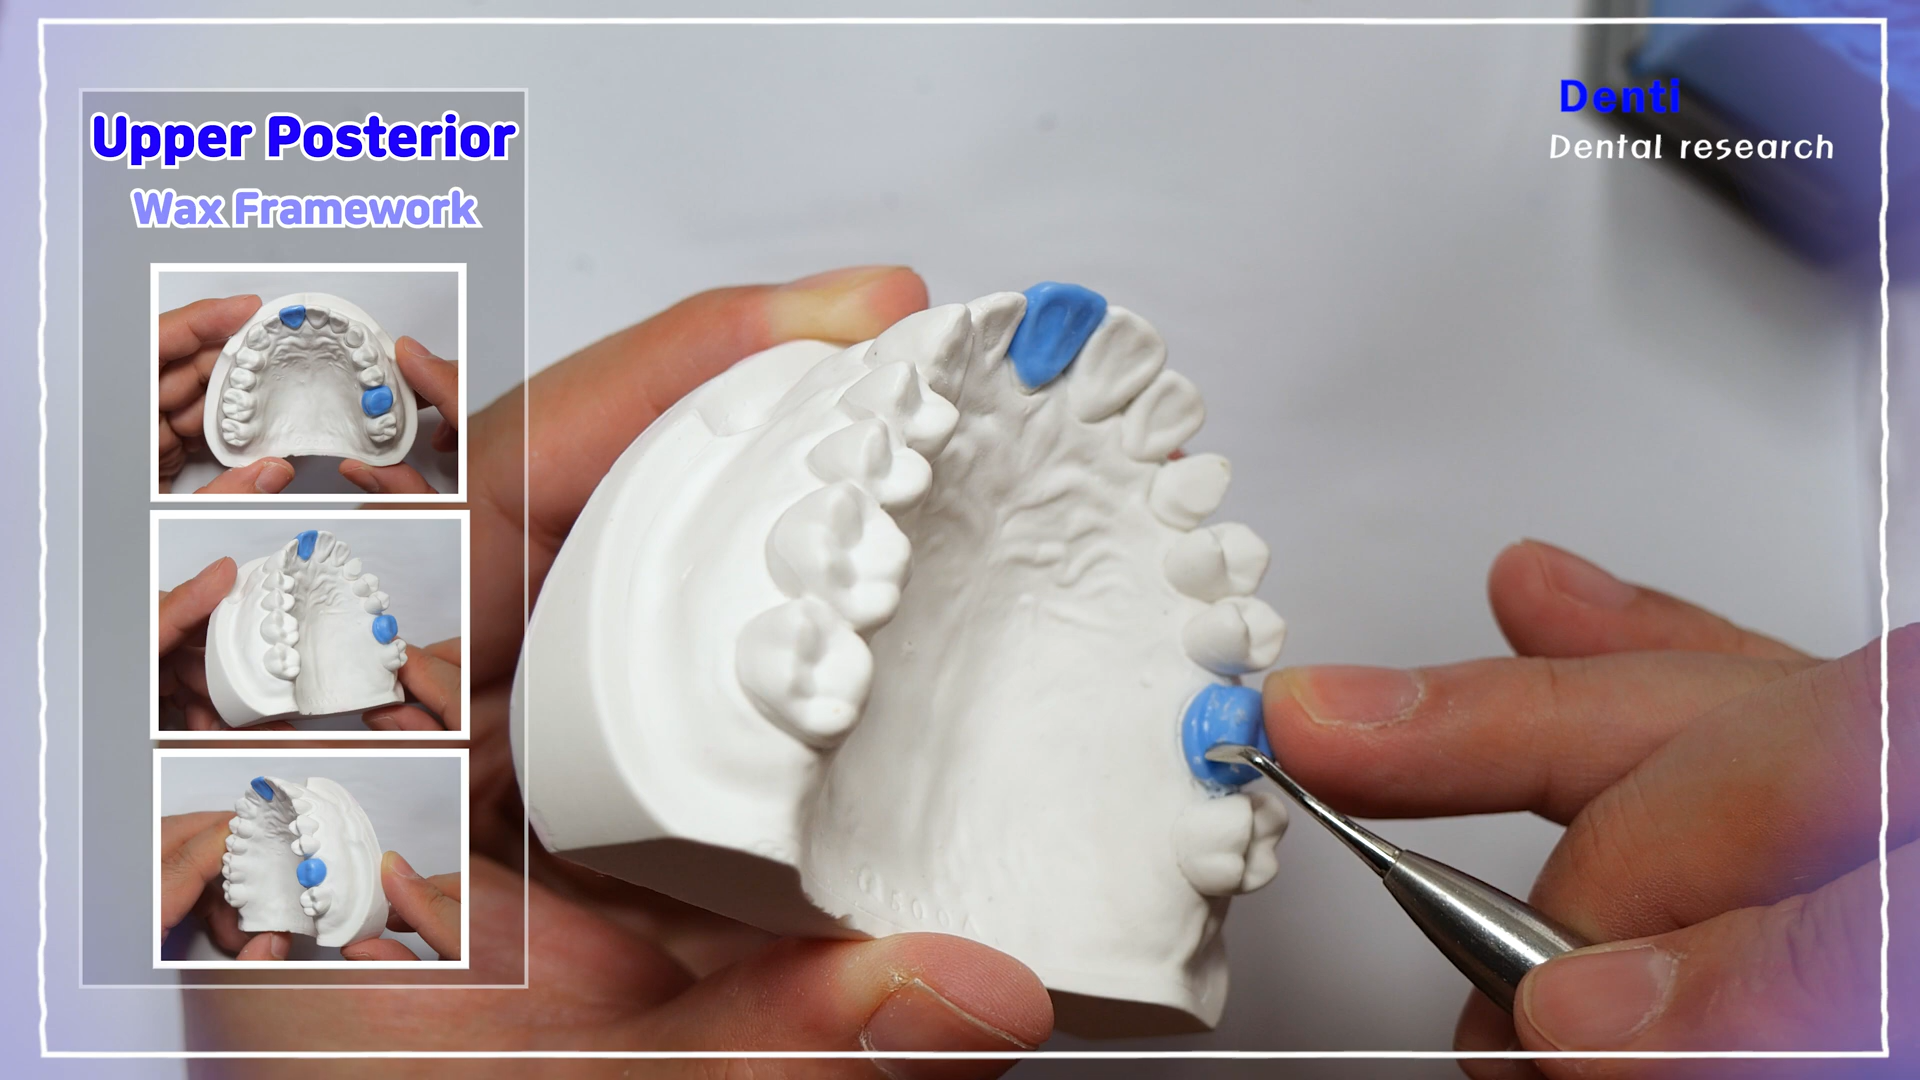 Upper Posterior
Wax Framework
Denti
Dental research